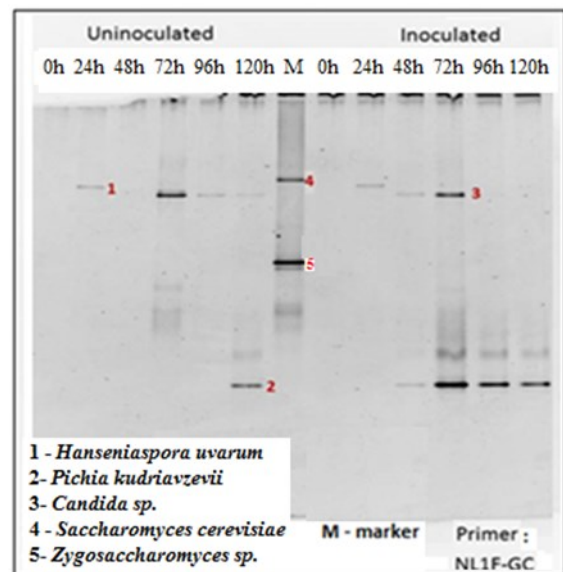 Uninoculated Inoculated
0h 24h 48h 72h 96h 120h M 0h 24h 48h 72h 96h 120h
4
1
3
5
2
1 - Hanseniaspora uvarum
2- Pichia kudriavzevii
3- Candida sp.
4 - Saccharomyces cerevisiae M - marker Primer :
5- Zygosaccharomyces sp. NL1F-GC